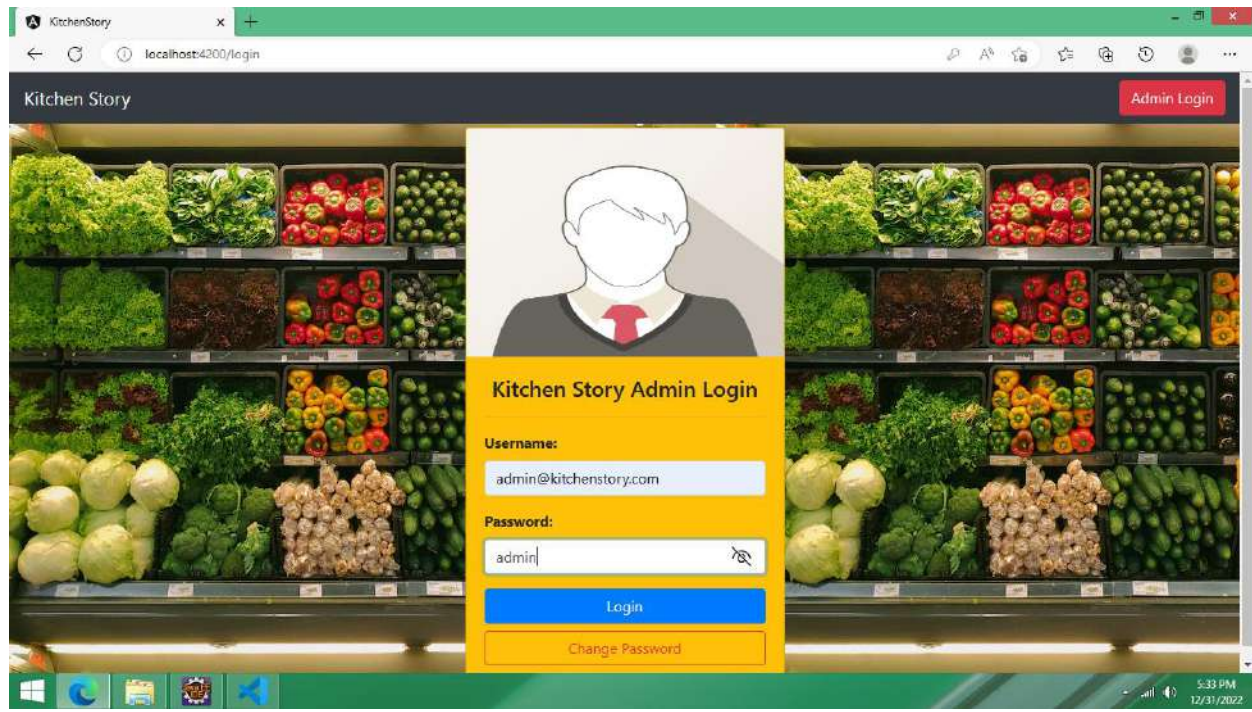 KitchenStory
localhost:4200/login
Kitchen Story
Admin Login
Kitchen Story Admin Login
Username:
admin@kitchenstory.com
Password:
admin
Login
Change Password
5:33 PM
12/31/2022